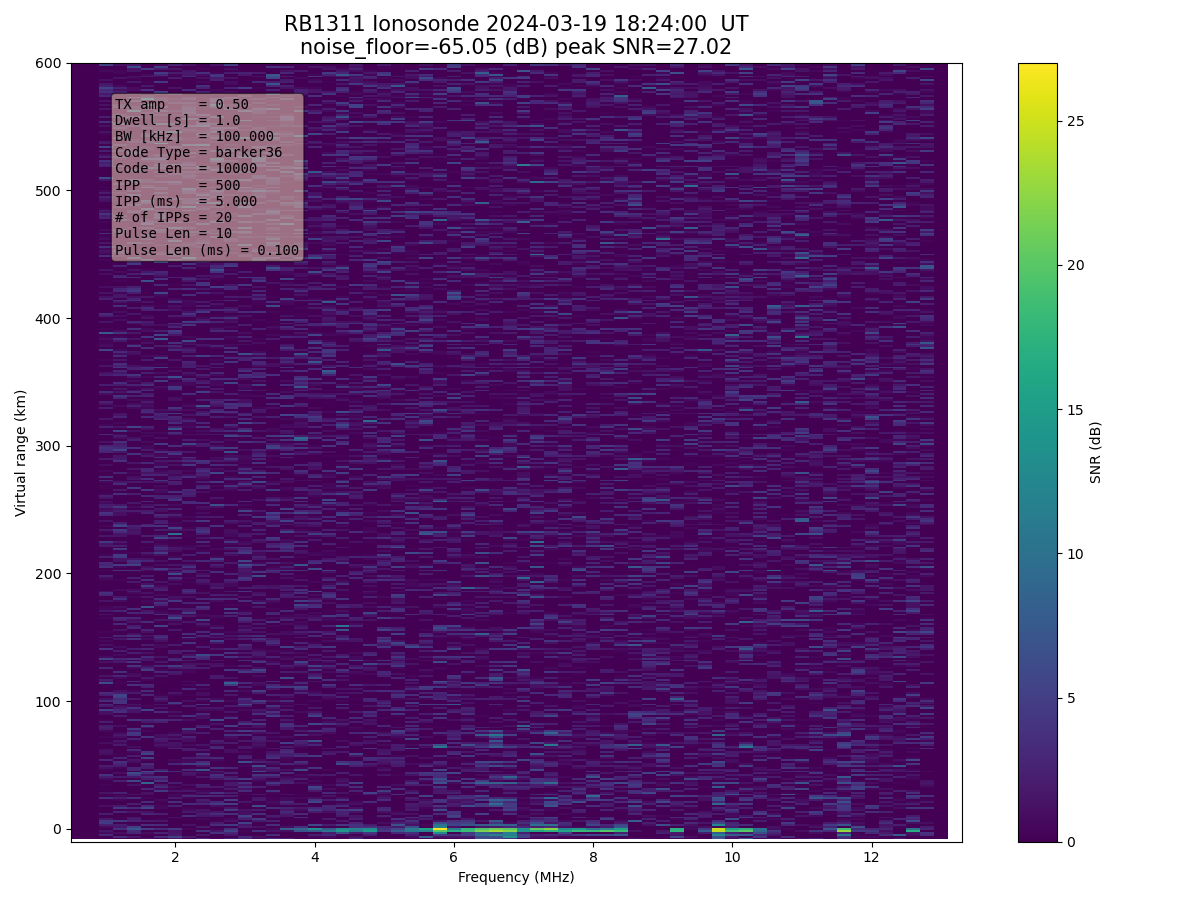 RB1311 Ionosonde 2024-03-19 18:24:00  UT
noise_floor=-65.05 (dB) peak SNR=27.02
TX amp    = 0.50
Dwell [s] = 1.0
BW [kHz]  = 100.000
Code Type = barker36
Code Len  = 10000
IPP       = 500
IPP (ms)  = 5.000
# of IPPs = 20
Pulse Len = 10
Pulse Len (ms) = 0.100
Virtual range (km)
600
500
400
300
200
100
0
2 4 6 8 10 12
Frequency (MHz)
25
20
15
10
5
0
SNR (dB)